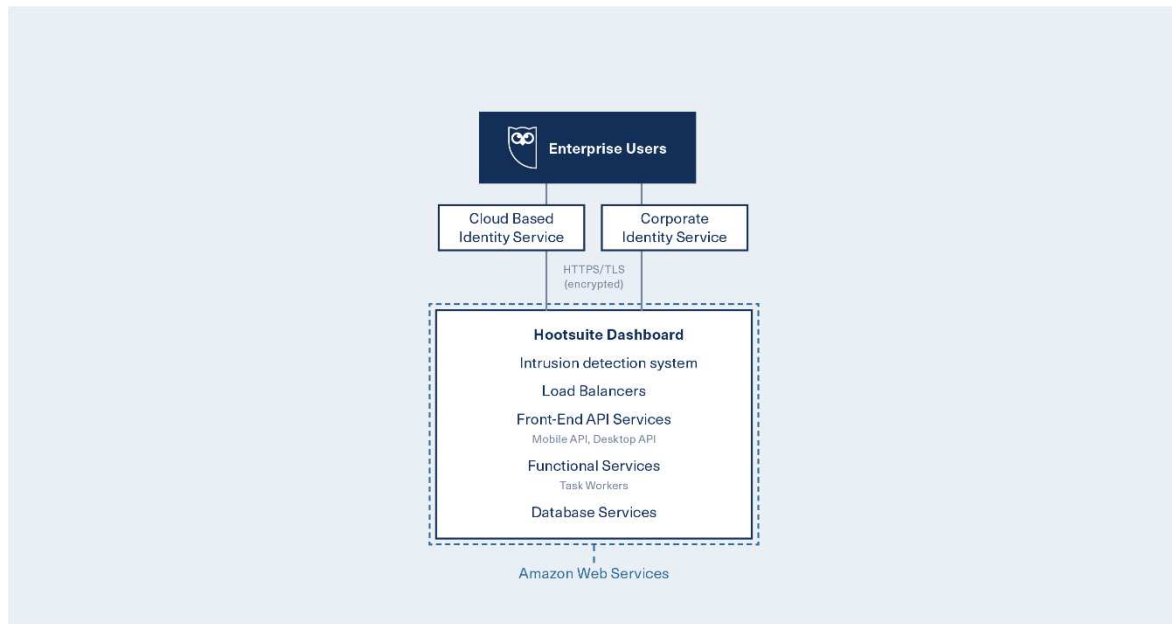 Enterprise Users
Cloud Based
Identity Service
Corporate
Identity Service
HTTPS/TLS
(encrypted)
Hootsuite Dashboard
Intrusion detection system
Load Balancers
Front-End API Services
Mobile API, Desktop API
Functional Services
Task Workers
Database Services
Amazon Web Services